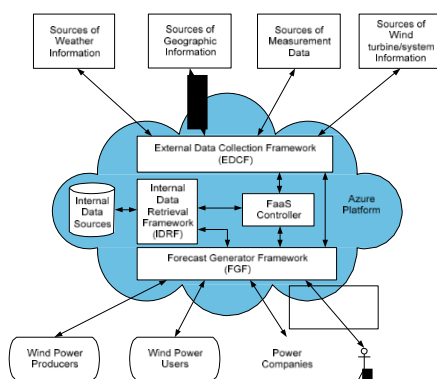 Sources of
Weather
Information
Sources of
Geographic
Information
Sources of
Measurement
Data
Sources of Wind
turbine/system
Information
External Data Collection Framework
(EDCF)
Internal
Data
Sources
Internal
Data
Retrieval
Framework
(IDRF)
FaaS
Controller
Azure
Platform
Forecast Generator Framework
(FGF)
Wind Power
Producers
Wind Power
Users
Power
Companies